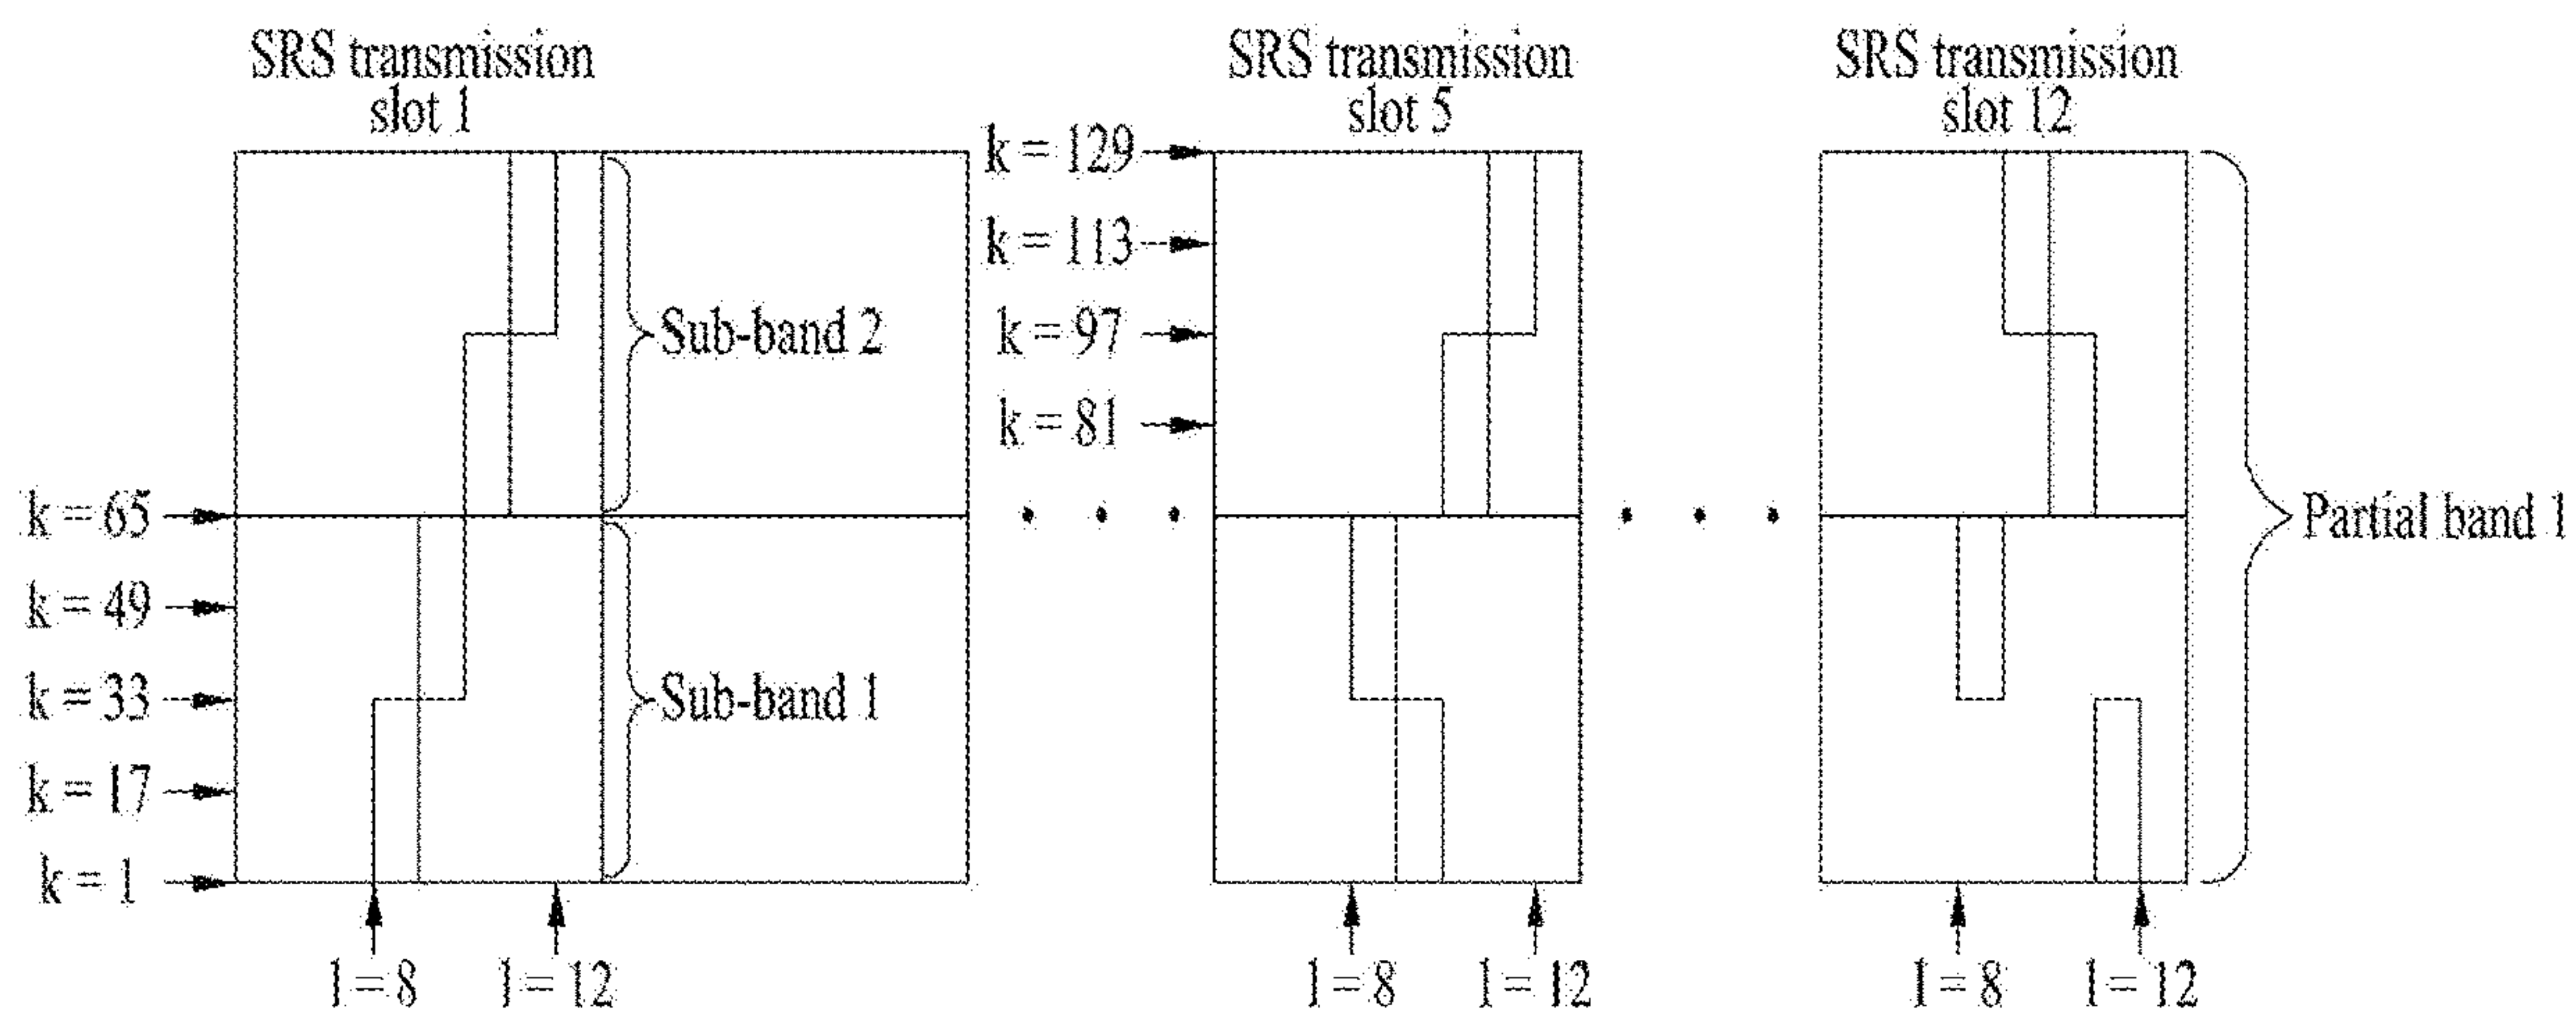 SRS transmission
slot 1
SRS transmission
slot 5
SRS transmission
slot 12
k = 129
k = 113
k = 97
k = 81
Sub-band 2
k = 65
k = 49
k = 33
k = 17
k = 1
Sub-band 1
Partial band 1
l = 8
l = 12
l = 8
l = 12
l = 8
l = 12